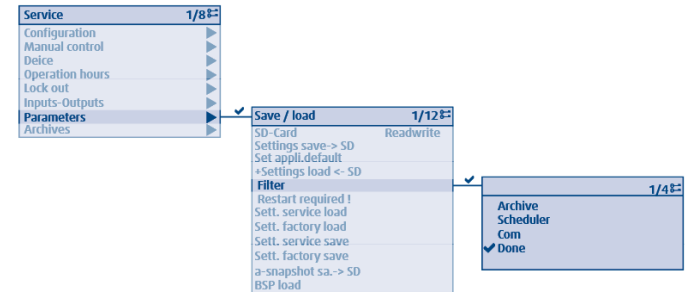 Service 1/8
Configuration
Manual control
Deice
Operation hours
Lock out
Inputs-Outputs
Parameters
Archives
Save / load 1/12
SD-Card Readwrite
Settings save-> SD
Set appli.default
+Settings load <- SD
Filter
Restart required !
Sett. service load
Sett. factory load
Sett. service save
Sett. factory save
a-snapshot sa.-> SD
BSP load
1/4
Archive
Scheduler
Com
Done